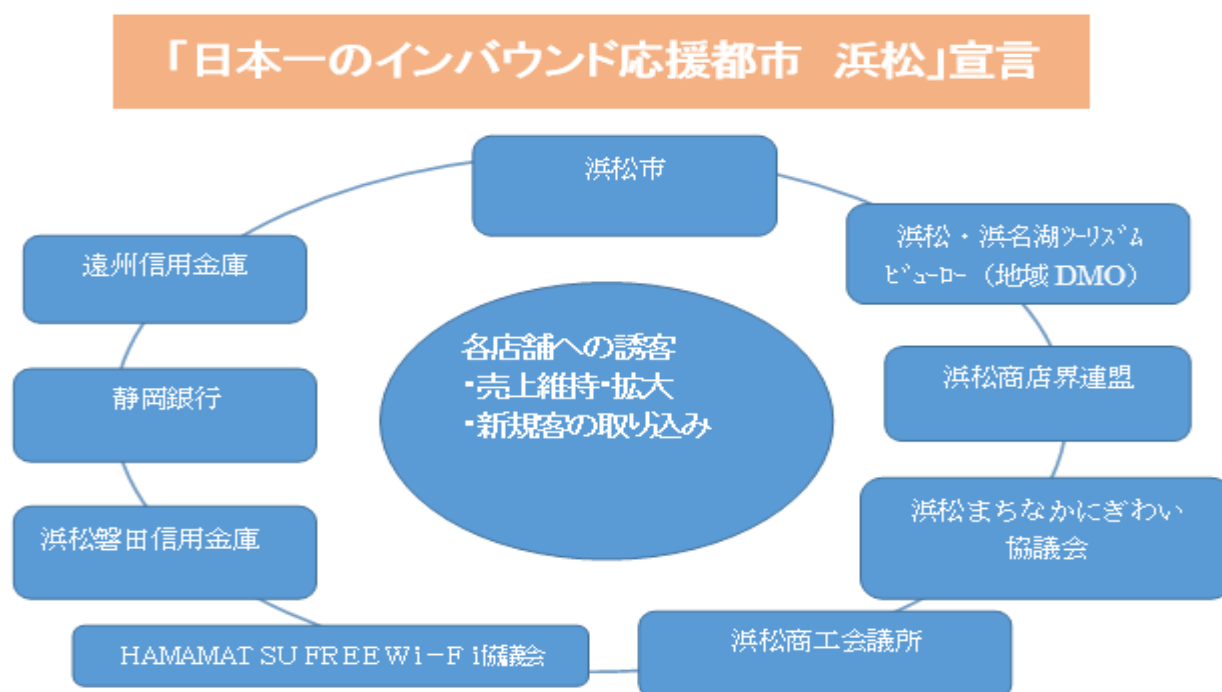 「日本一のインバウンド応援都市　浜松」宣言
浜松市
浜松・浜名湖ﾂｰﾘｽﾞﾑ
ﾋﾞｭｰﾛｰ（地域 DMO）
浜松商店界連盟
浜松まちなかにぎわい
協議会
浜松商工会議所
HAMAMATSU FREE Wi－Fi協議会
浜松磐田信用金庫
静岡銀行
遠州信用金庫
各店舗への誘客
・売上維持・拡大
・新規客の取り込み